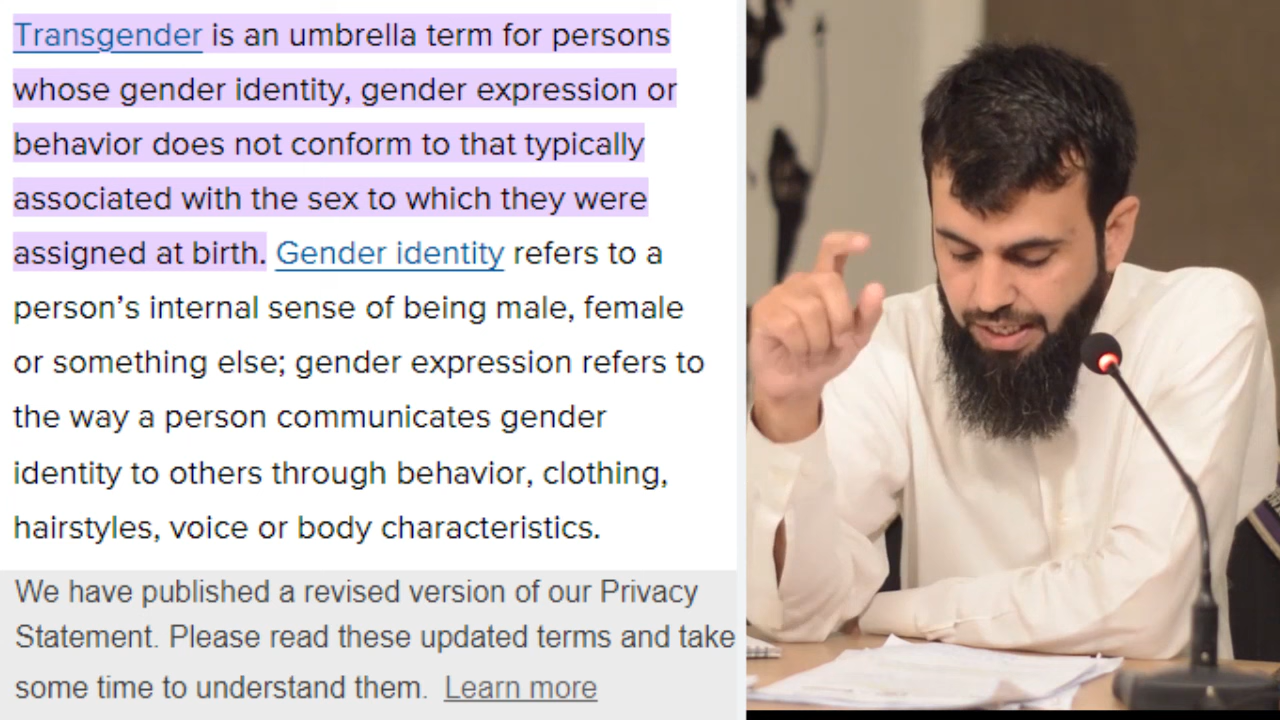 Transgender is an umbrella term for persons
whose gender identity, gender expression or
behavior does not conform to that typically
associated with the sex to which they were
assigned at birth. Gender identity refers to a
person’s internal sense of being male, female
or something else; gender expression refers to
the way a person communicates gender
identity to others through behavior, clothing,
hairstyles, voice or body characteristics.
We have published a revised version of our Privacy
Statement. Please read these updated terms and take
some time to understand them. Learn more